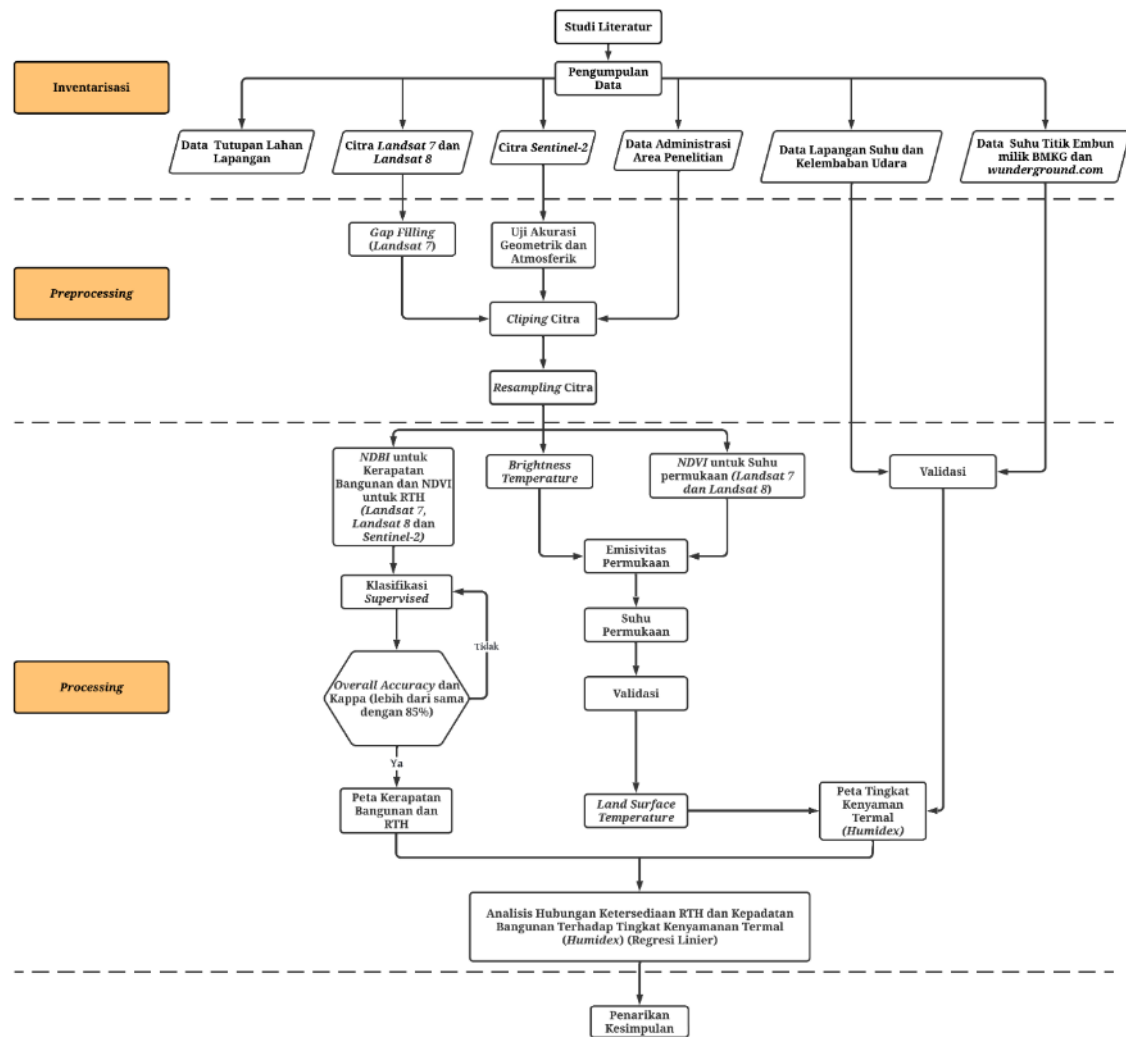 Studi Literatur
Inventarisasi
Pengumpulan
Data
Data Tutupan Lahan
Lapangan
Citra Landsat 7 dan
Landsat 8
Citra Sentinel-2
Data Administrasi
Area Penelitian
Data Lapangan Suhu dan
Kelembaban Udara
Data Suhu Titik Embun
milik BMKG dan
wunderground.com
Preprocessing
Gap Filling
(Landsat 7)
Uji Akurasi
Geometrik dan
Atmosferik
Cliping Citra
Resampling Citra
Processing
NDBI untuk
Kerapatan
Bangunan dan NDVI
untuk RTH
(Landsat 7,
Landsat 8 dan
Sentinel-2)
Brightness
Temperature
NDVI untuk Suhu
permukaan (Landsat 7
dan Landsat 8)
Validasi
Emisivitas
Permukaan
Klasifikasi
Supervised
Suhu
Permukaan
Tidak
Overall Accuracy dan
Kappa (lebih dari sama
dengan 85%)
Validasi
Ya
Peta Kerapatan
Bangunan dan
RTH
Land Surface
Temperature
Peta Tingkat
Kenyaman
Termal
(Humidex)
Analisis Hubungan Ketersediaan RTH dan Kepadatan
Bangunan Terhadap Tingkat Kenyamanan Termal
(Humidex) (Regresi Linier)
Penarikan
Kesimpulan